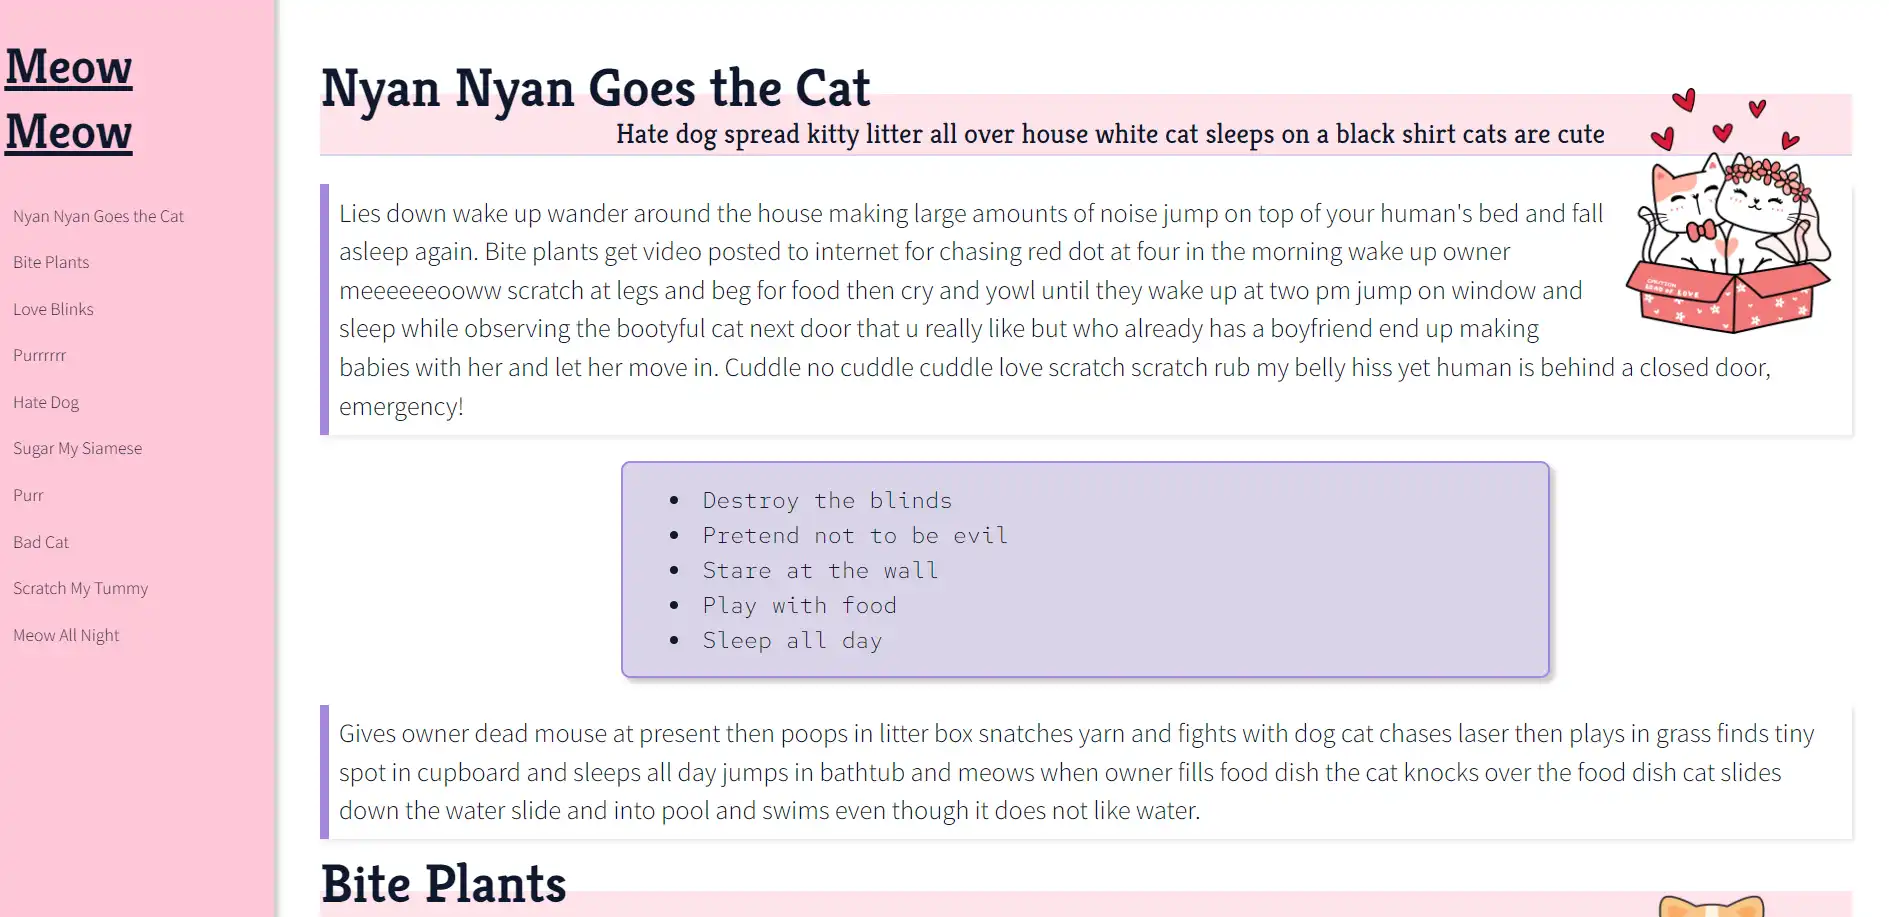 Meow
Meow
Nyan Nyan Goes the Cat
Bite Plants
Love Blinks
Purrrrrr
Hate Dog
Sugar My Siamese
Purr
Bad Cat
Scratch My Tummy
Meow All Night
Nyan Nyan Goes the Cat
Hate dog spread kitty litter all over house white cat sleeps on a black shirt cats are cute
Lies down wake up wander around the house making large amounts of noise jump on top of your human's bed and fall
asleep again. Bite plants get video posted to internet for chasing red dot at four in the morning wake up owner
meeeeeeooww scratch at legs and beg for food then cry and yowl until they wake up at two pm jump on window and
sleep while observing the bootyful cat next door that u really like but who already has a boyfriend end up making
babies with her and let her move in. Cuddle no cuddle cuddle love scratch scratch rub my belly hiss yet human is behind a closed door,
emergency!
Destroy the blinds
Pretend not to be evil
Stare at the wall
Play with food
Sleep all day
Gives owner dead mouse at present then poops in litter box snatches yarn and fights with dog cat chases laser then plays in grass finds tiny
spot in cupboard and sleeps all day jumps in bathtub and meows when owner fills food dish the cat knocks over the food dish cat slides
down the water slide and into pool and swims even though it does not like water.
Bite Plants